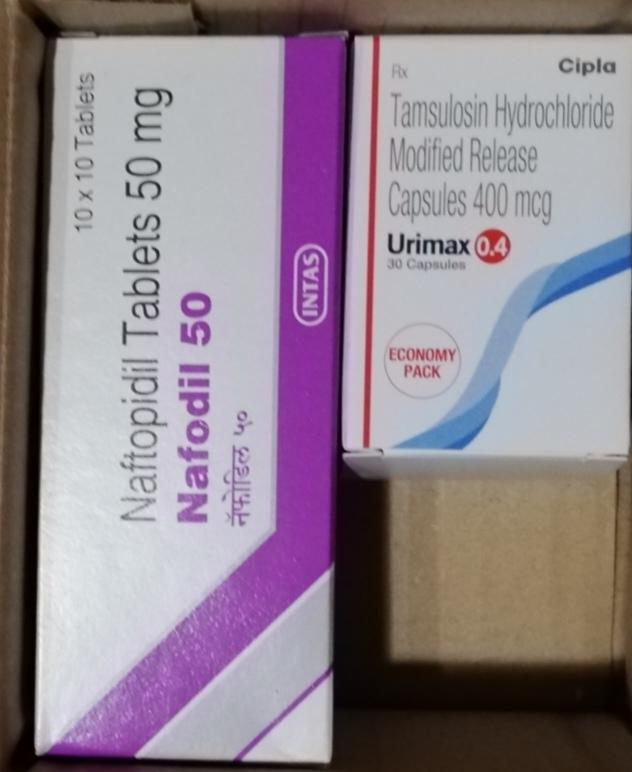 10 x 10 Tablets
Naftopidil Tablets 50 mg
Nafodil 50
नॅफोडिल ५०
INTAS
Rx
Cipla
Tamsulosin Hydrochloride
Modified Release
Capsules 400 mcg
Urimax 0.4
30 Capsules
ECONOMY
PACK